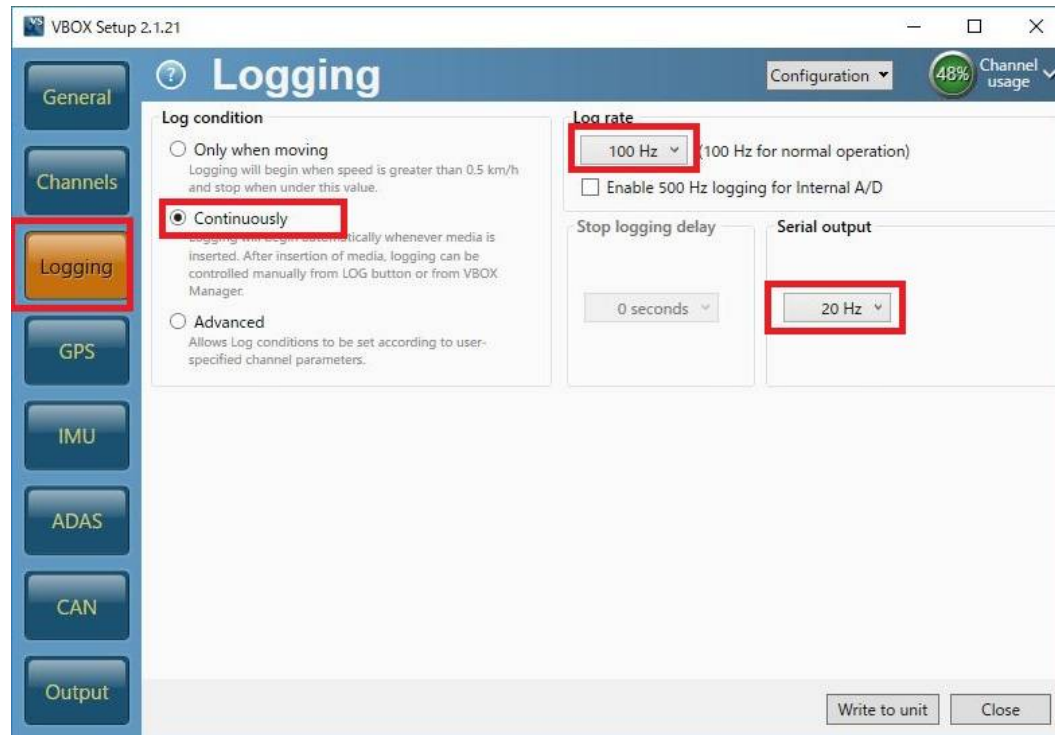 VBOX Setup 2.1.21
General
Channels
Logging
GPS
IMU
ADAS
CAN
Output
Logging
Configuration
48%
Channel
usage
Log condition
Only when moving
Logging will begin when speed is greater than 0.5 km/h
and stop when under this value.
Continuously
Logging will begin automatically whenever media is
inserted. After insertion of media, logging can be
controlled manually from LOG button or from VBOX
Manager.
Advanced
Allows Log conditions to be set according to user-
specified channel parameters.
Log rate
100 Hz
(100 Hz for normal operation)
Enable 500 Hz logging for Internal A/D
Stop logging delay
0 seconds
Serial output
20 Hz
Write to unit
Close